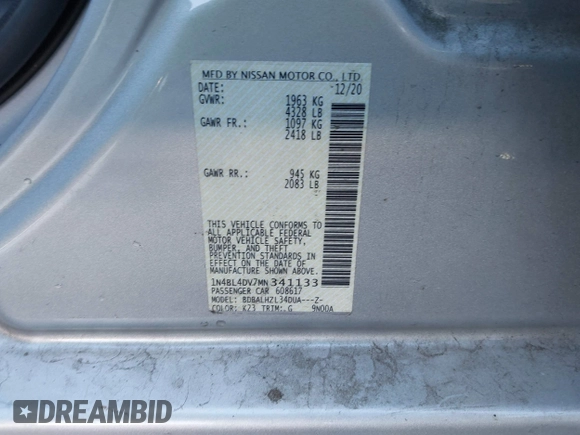 MFD BY NISSAN MOTOR CO., LTD.
DATE: 12/20
GVWR: 1963 KG
4328 LB
GAWR FR.: 1097 KG
2418 LB
GAWR RR.: 945 KG
2083 LB
THIS VEHICLE CONFORMS TO
ALL APPLICABLE FEDERAL
MOTOR VEHICLE SAFETY,
BUMPER, AND THEFT
PREVENTION STANDARDS IN
EFFECT ON THE DATE OF
MANUFACTURE SHOWN ABOVE.
1N4BL4DV7MN341133
PASSENGER CAR 608617
MODEL: BDBALHZL34DUA---Z-
COLOR: K23 TRIM:.G 9N00A
DREAMBID